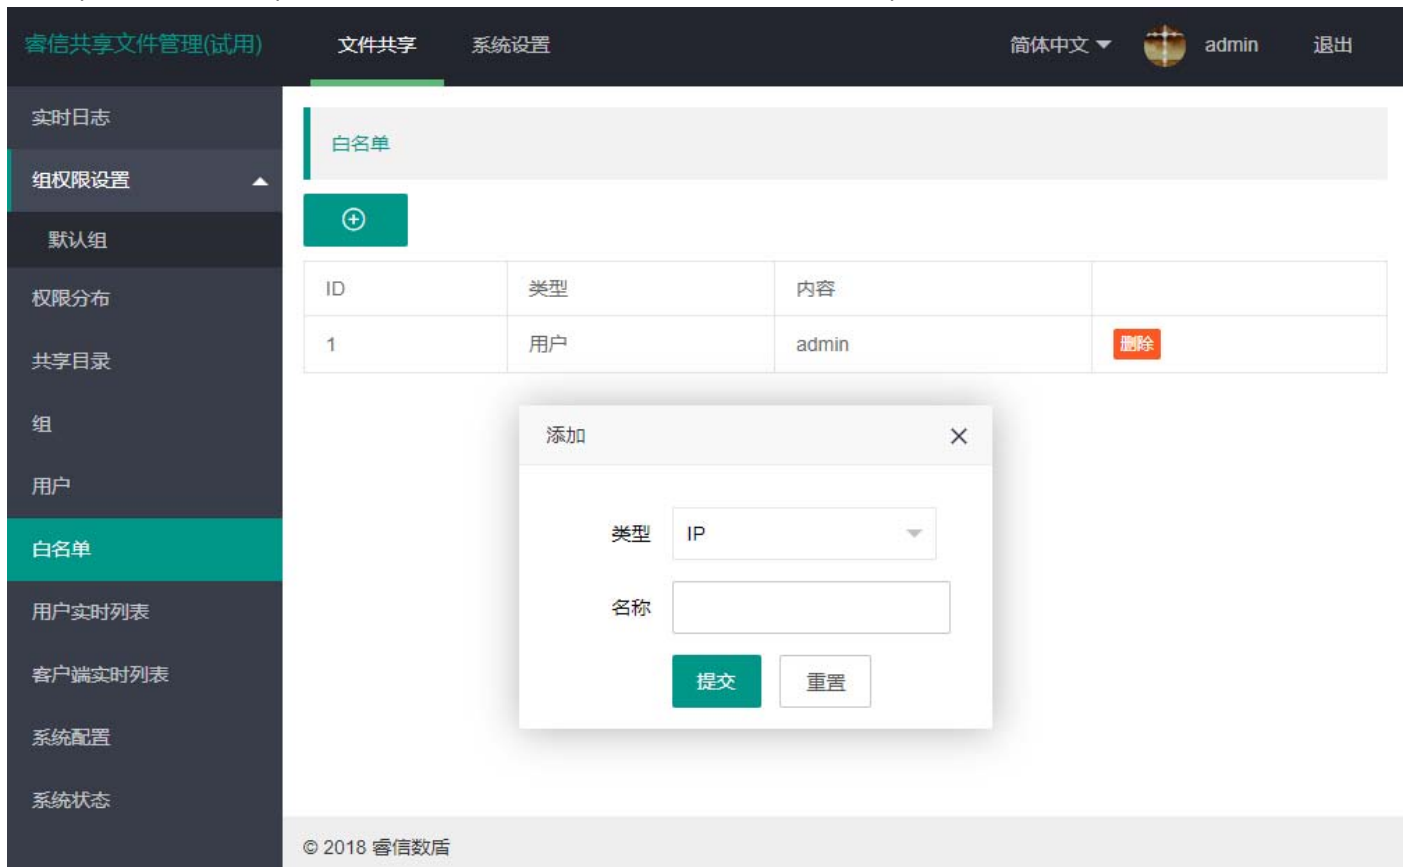 睿信共享文件管理(试用) 文件共享 系统设置 简体中文 admin 退出
实时日志
组权限设置
默认组
权限分布
共享目录
组
用户
白名单
用户实时列表
客户端实时列表
系统配置
系统状态
白名单
ID 类型 内容
1 用户 admin 删除
添加
类型 IP
名称
提交 重置
© 2018 睿信数盾